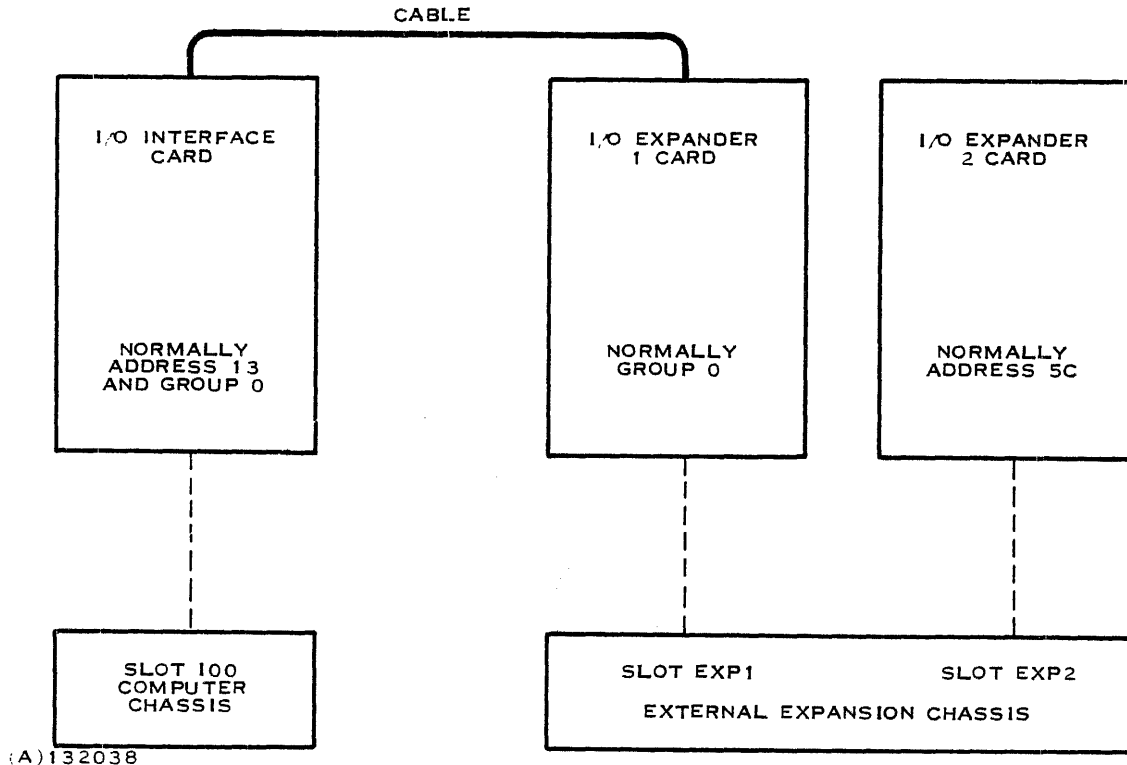 CABLE
I/O INTERFACE
CARD
NORMALLY
ADDRESS 13
AND GROUP 0
I/O EXPANDER
1 CARD
NORMALLY
GROUP 0
I/O EXPANDER
2 CARD
NORMALLY
ADDRESS 5C
SLOT I00
COMPUTER
CHASSIS
SLOT EXP1
SLOT EXP2
EXTERNAL EXPANSION CHASSIS
(A)132038